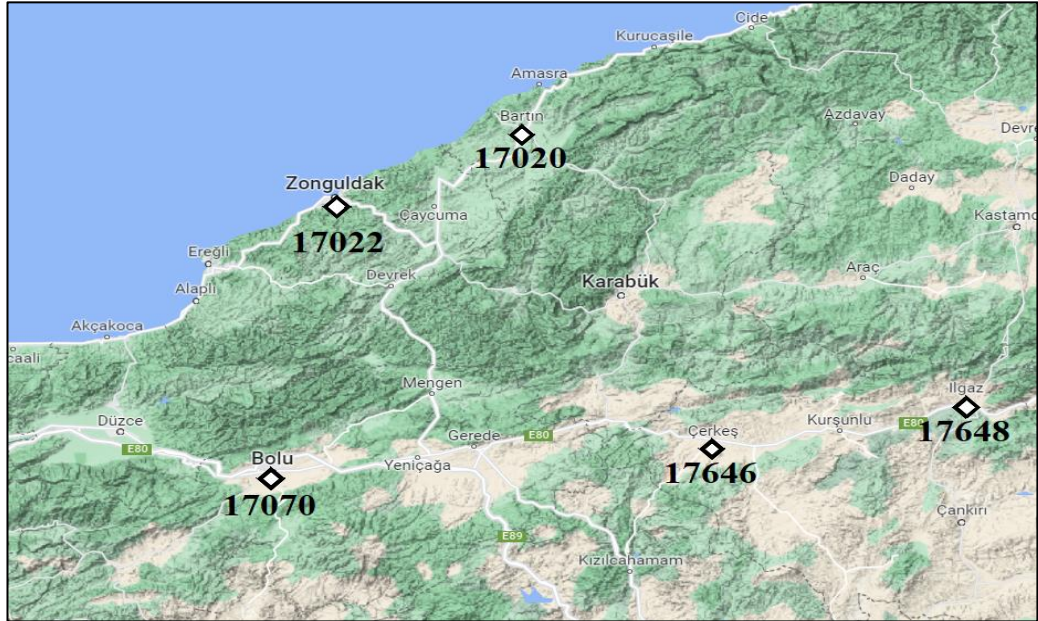 Cide
Kurucaşile
Amasra
Bartın
17020
Azdavay
Devre
Daday
Zonguldak
17022
Çaycuma
Kastamo
Ereğli
Devrek
Alaplı
Karabük
Araç
Akçakoca
caali
Mengen
Ilgaz
Düzce
E80
Gerede
E80
Çerkeş
Kurşunlu
E80
17648
Bolu
17070
Yeniçağa
17646
Çankırı
E89
Kızılcahamam